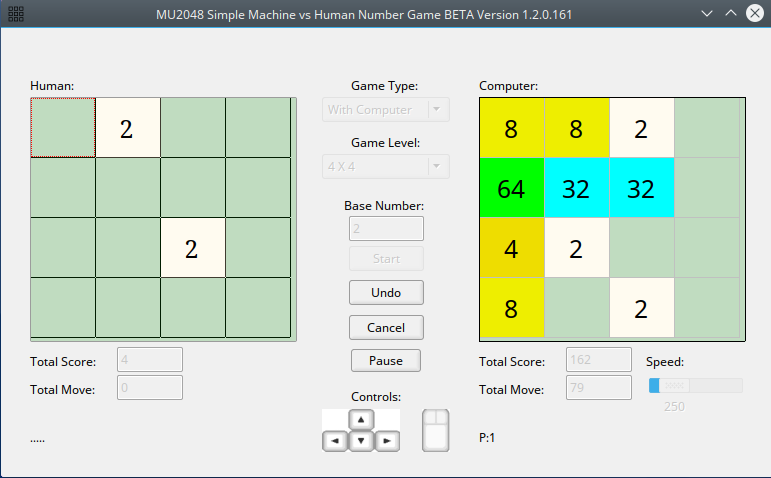 MU2048 Simple Machine vs Human Number Game BETA Version 1.2.0.161
Human:
2
2
Total Score: 4
Total Move: 0
.....
Game Type:
With Computer
Game Level:
4 X 4
Base Number:
2
Start
Undo
Cancel
Pause
Controls:
Computer:
8 8 2
64 32 32
4 2
8 2
Total Score: 162
Total Move: 79
Speed:
250
P:1